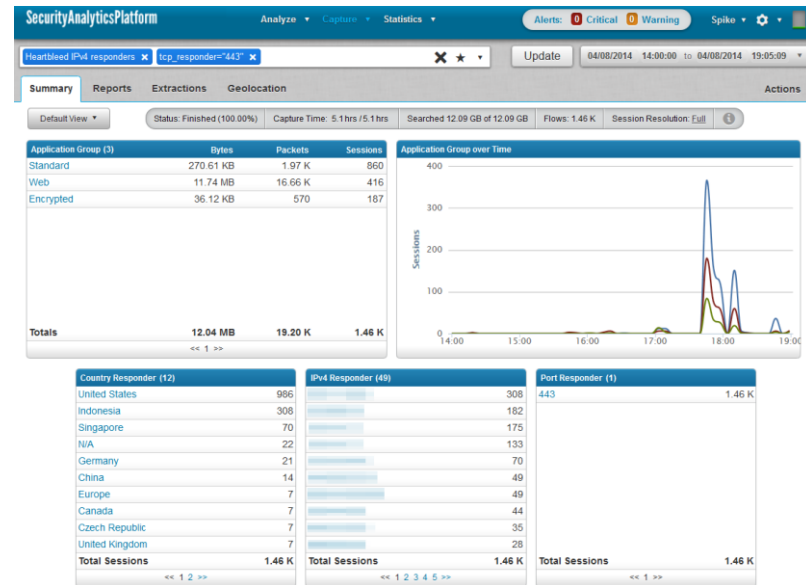 SecurityAnalyticsPlatform
Analyze Capture Statistics
Alerts: 0 Critical 0 Warning
Spike
Heartbleed IPv4 responders x tcp_responder="443" x
Update
04/08/2014 14:00:00 to 04/08/2014 19:05:09
Summary Reports Extractions Geolocation Actions
Default View
Status: Finished (100.00%) Capture Time: 5.1hrs / 5.1hrs Searched 12.09 GB of 12.09 GB Flows: 1.46 K Session Resolution: Full
Application Group (3) Bytes Packets Sessions
Standard 270.61 KB 1.97 K 860
Web 11.74 MB 16.66 K 416
Encrypted 36.12 KB 570 187
Totals 12.04 MB 19.20 K 1.46 K
<< 1 >>
Application Group over Time
Sessions
400
300
200
100
0
14:00 15:00 16:00 17:00 18:00 19:00
Country Responder (12)
United States 986
Indonesia 308
Singapore 70
N/A 22
Germany 21
China 14
Europe 7
Canada 7
Czech Republic 7
United Kingdom 7
Total Sessions 1.46 K
<< 1 2 >>
IPv4 Responder (49)
308
182
175
133
70
49
49
44
35
28
Total Sessions 1.46 K
<< 1 2 3 4 5 >>
Port Responder (1)
443 1.46 K
Total Sessions 1.46 K
<< 1 >>